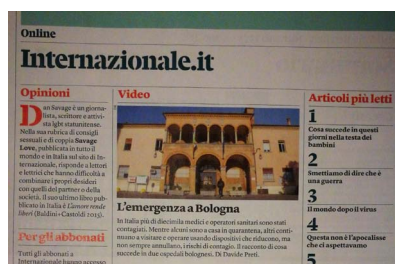 Online
Internazionale.it
Opinioni
Dan Savage è un giorna-
lista, scrittore e attivi-
sta lgbt statunitense.
Nella sua rubrica di consigli
sessuali e di coppia Savage
Love, pubblicata in tutto il
mondo e in Italia sul sito di In-
ternazionale, risponde a lettori
e lettrici che hanno difficoltà a
combinare i propri desideri
con quelli del partner o della
società. Il suo ultimo libro pub-
blicato in Italia è L'amore rende
liberi (Baldini + Castoldi 2015).
Per gli abbonati
Tutti gli abbonati a
Internazionale hanno accesso
Video
L'emergenza a Bologna
In Italia più di diecimila medici e operatori sanitari sono stati
contagiati. Mentre alcuni sono a casa in quarantena, altri conti-
nuano a visitare e operare usando dispositivi che riducono, ma
non sempre annullano, i rischi di contagio. Il racconto di cosa
succede in due ospedali bolognesi. Di Davide Preti.
Articoli più letti
1
Cosa succede in questi
giorni nella testa dei
bambini
2
Smettiamo di dire che è
una guerra
3
Il mondo dopo il virus
4
Questa non è l'apocalisse
che ci aspettavamo
5